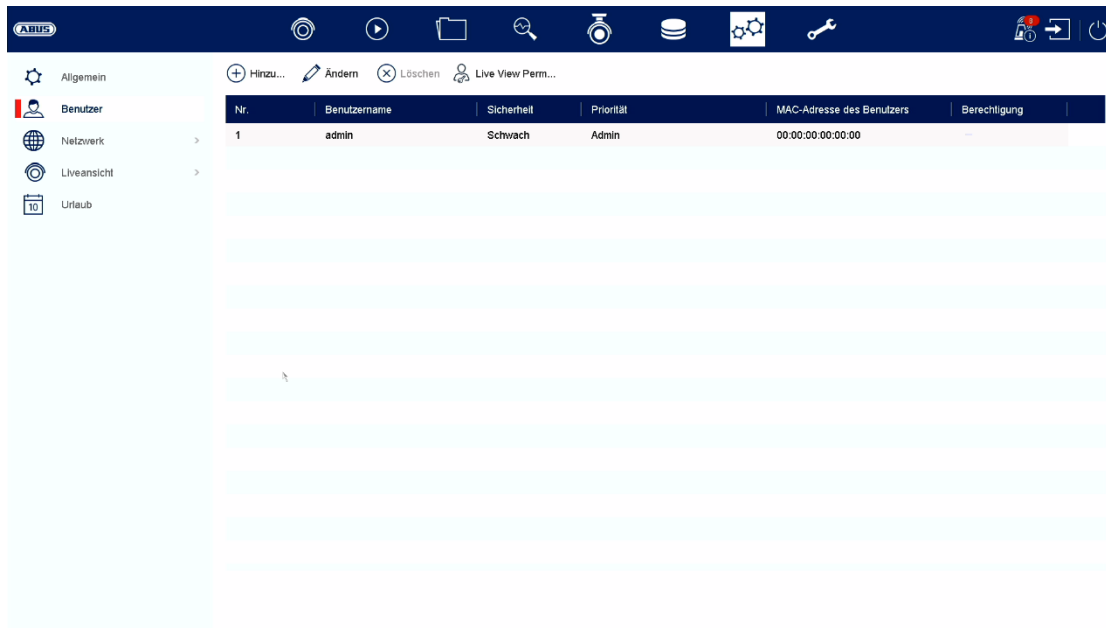 ABUS
3
Allgemein
Benutzer
Netzwerk
Liveansicht
10
Urlaub
Hinzu... Ändern Löschen Live View Perm...
Nr. Benutzername Sicherheit Priorität MAC-Adresse des Benutzers Berechtigung
1 admin Schwach Admin 00:00:00:00:00:00 —